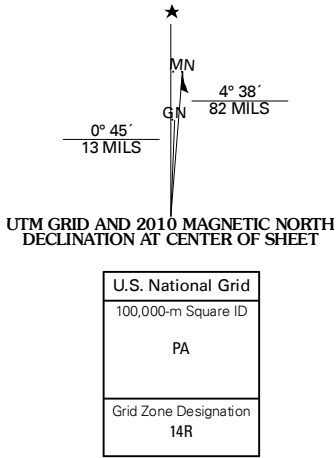 ★
MN
4° 38´
82 MILS
GN
0° 45´
13 MILS
UTM GRID AND 2010 MAGNETIC NORTH
DECLINATION AT CENTER OF SHEET
U.S. National Grid
100,000-m Square ID
PA
Grid Zone Designation
14R